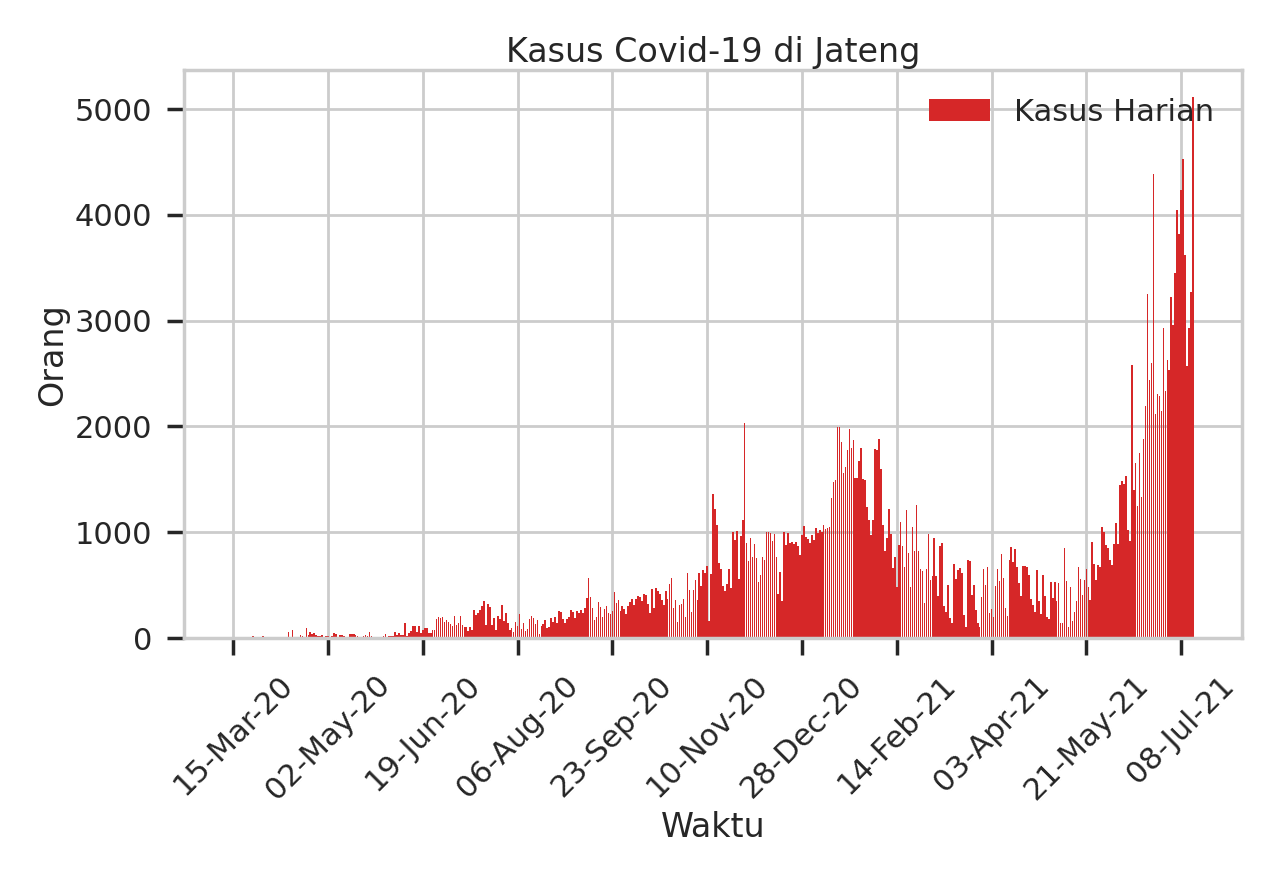 Kasus Covid-19 di Jateng
Kasus Harian
Orang
5000
4000
3000
2000
1000
0
15-Mar-20
02-May-20
19-Jun-20
06-Aug-20
23-Sep-20
10-Nov-20
28-Dec-20
14-Feb-21
03-Apr-21
21-May-21
08-Jul-21
Waktu